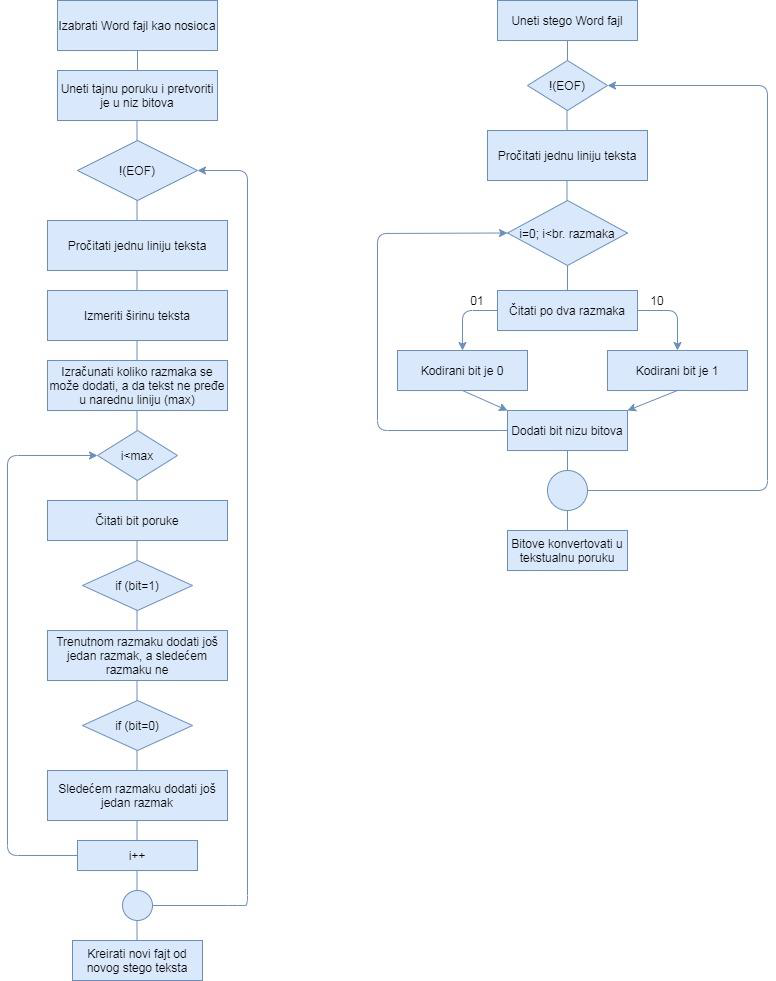 Izabrati Word fajl kao nosioca
Uneti tajnu poruku i pretvoriti
je u niz bitova
!(EOF)
Pročitati jednu liniju teksta
Izmeriti širinu teksta
Izračunati koliko razmaka se
može dodati, a da tekst ne pređe
u narednu liniju (max)
i<max
Čitati bit poruke
if (bit=1)
Trenutnom razmaku dodati još
jedan razmak, a sledećem
razmaku ne
if (bit=0)
Sledećem razmaku dodati još
jedan razmak
i++
Kreirati novi fajt od
novog stego teksta
Uneti stego Word fajl
!(EOF)
Pročitati jednu liniju teksta
i=0; i<br. razmaka
01
Čitati po dva razmaka
10
Kodirani bit je 0
Kodirani bit je 1
Dodati bit nizu bitova
Bitove konvertovati u
tekstualnu poruku